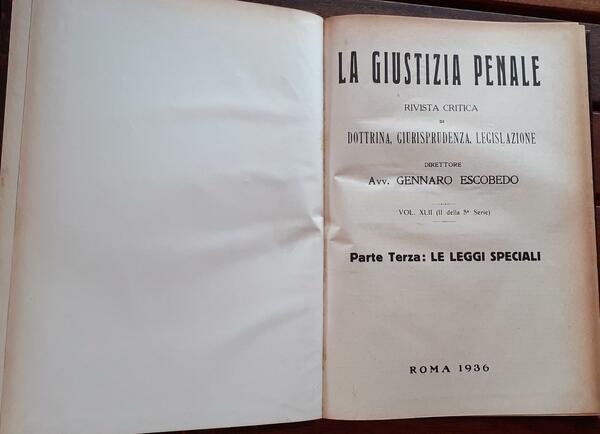 LA GIUSTIZIA PENALE
RIVISTA CRITICA
DI
DOTTRINA, GIURISPRUDENZA, LEGISLAZIONE
DIRETTORE
Avv. GENNARO ESCOBEDO
VOL. XLII (II della 5ª Serie)
Parte Terza: LE LEGGI SPECIALI
ROMA 1936